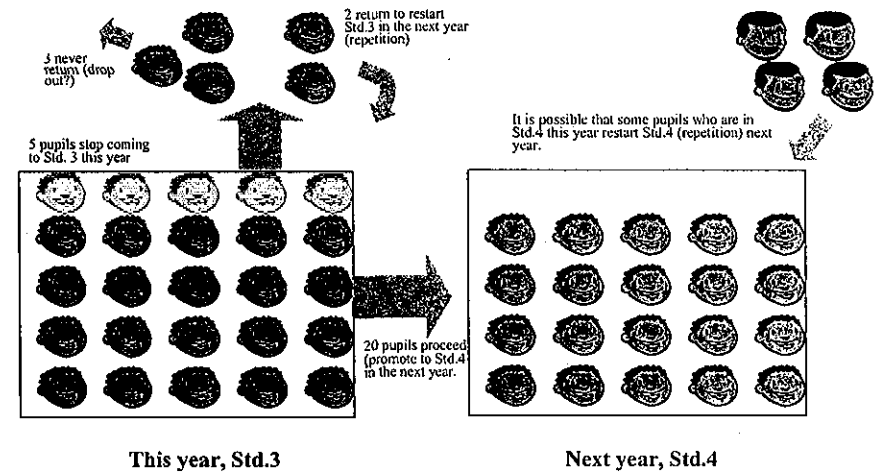 2 return to restart
Std.3 in the next year
(repetition)
3 never
return (drop
out?)
It is possible that some pupils who are in
Std.4 this year restart Std.4 (repetition) next
year.
5 pupils stop coming
to Std. 3 this year
20 pupils proceed
(promote to Std.4
in the next year.
This year, Std.3
Next year, Std.4